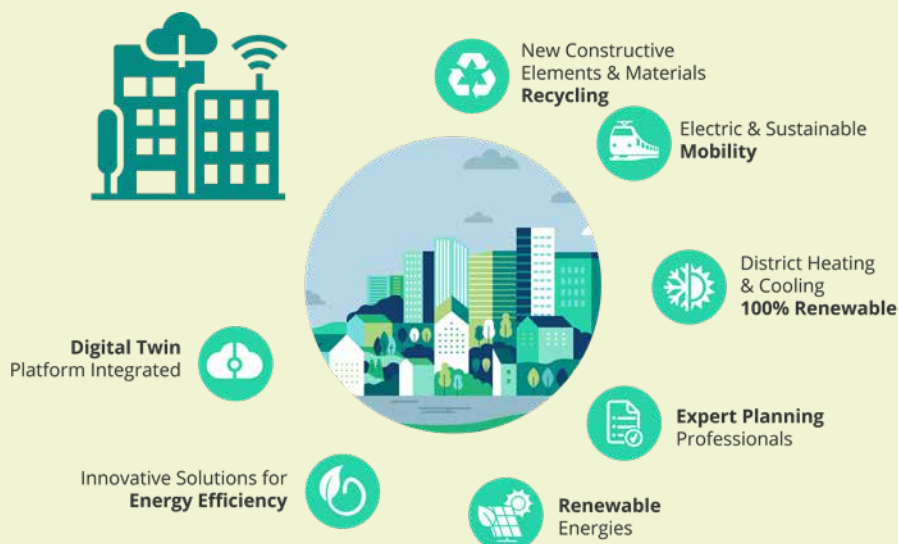 New Constructive
Elements & Materials
Recycling
Electric & Sustainable
Mobility
District Heating
& Cooling
100% Renewable
Digital Twin
Platform Integrated
Expert Planning
Professionals
Innovative Solutions for
Energy Efficiency
Renewable
Energies